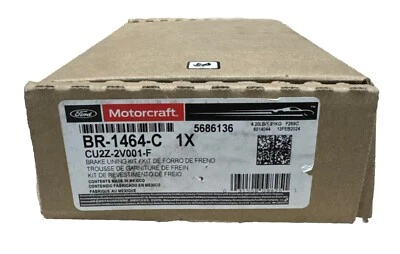 Ford Motorcraft
5686136
BR-1464-C 1X
CU2Z-2V001-F
BRAKE LINING KIT / KIT DE FORRO DE FRENO
TROUSSE DE GARNITURE DE FREIN
KIT DE REVESTIMENTO DE FREIO
CONTENTS MADE IN MEXICO
FABRICADO EN MEXICO
FABRIQUE AU MEXIQUE